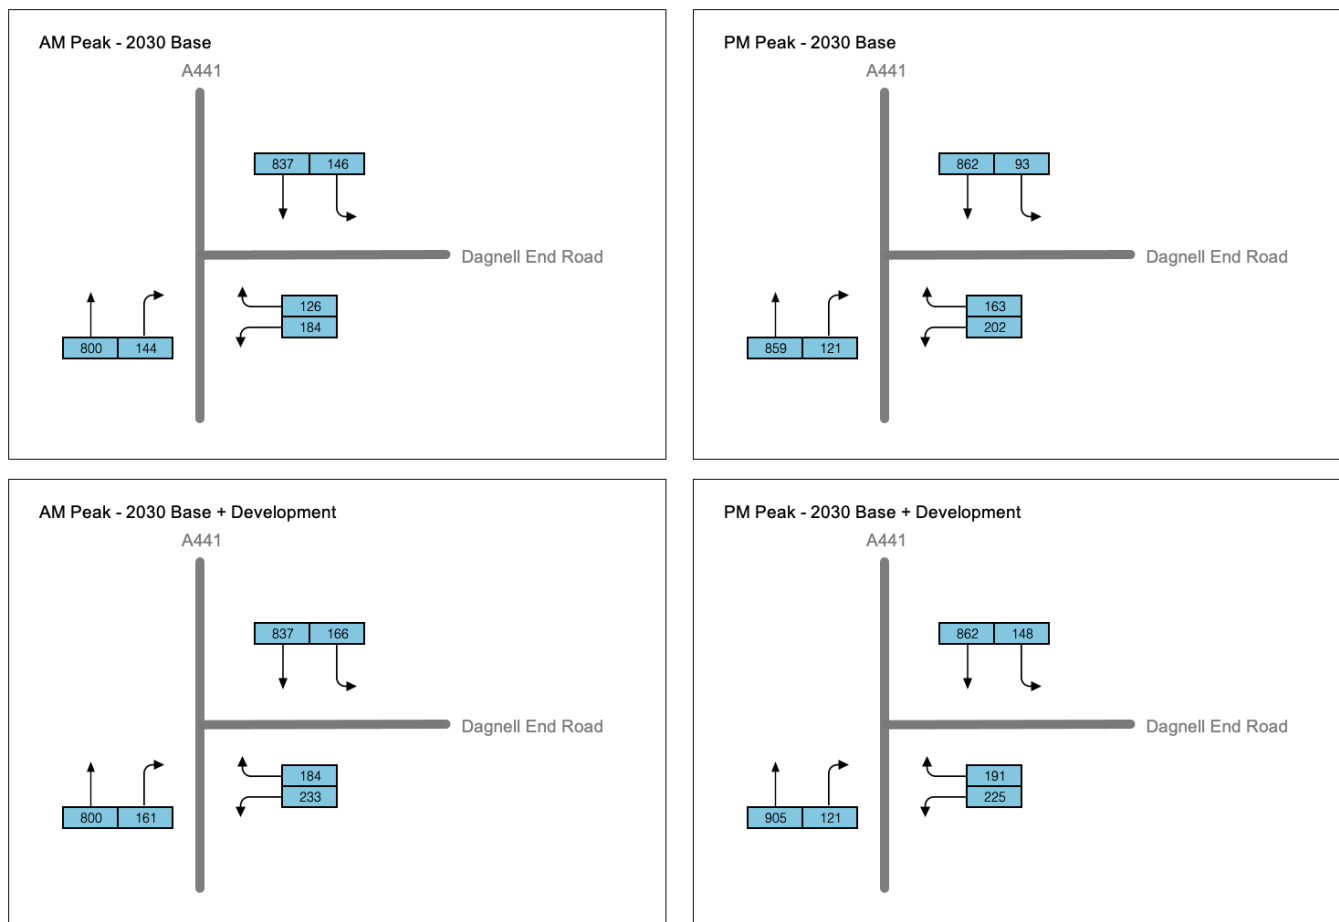 AM Peak - 2030 Base
A441
837 146
Dagnell End Road
126
184
800 144
PM Peak - 2030 Base
A441
862 93
Dagnell End Road
163
202
859 121
AM Peak - 2030 Base + Development
A441
837 166
Dagnell End Road
184
233
800 161
PM Peak - 2030 Base + Development
A441
862 148
Dagnell End Road
191
225
905 121